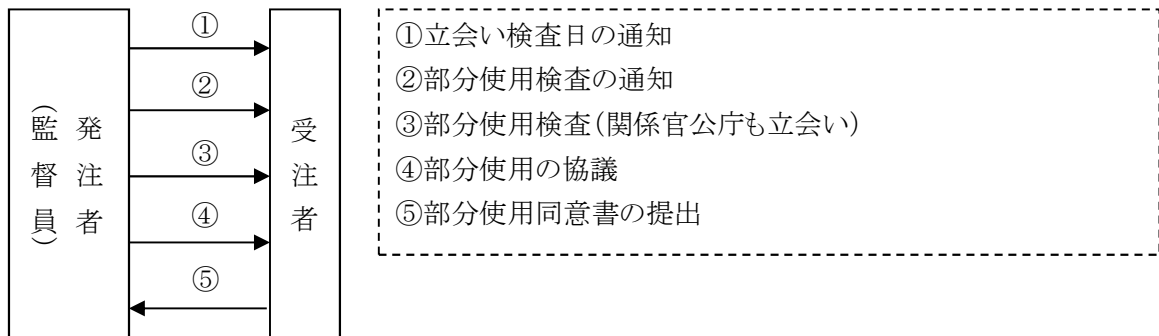 発注者
(監督員)
①
②
③
④
⑤
受注者
①立会い検査日の通知
②部分使用検査の通知
③部分使用検査(関係官公庁も立会い)
④部分使用の協議
⑤部分使用同意書の提出